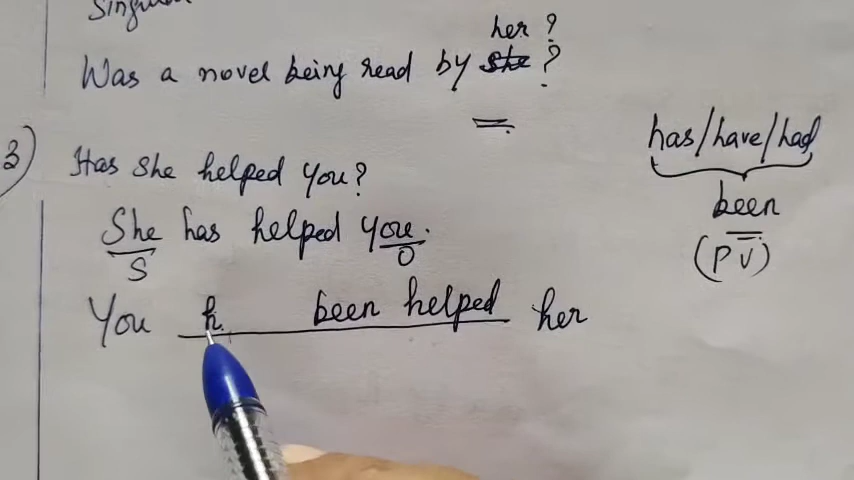 her ?
Was a novel being read by she ?
3) Has she helped you?
has/have/had
She has helped you.
been
S
O
(PV)
You h been helped her